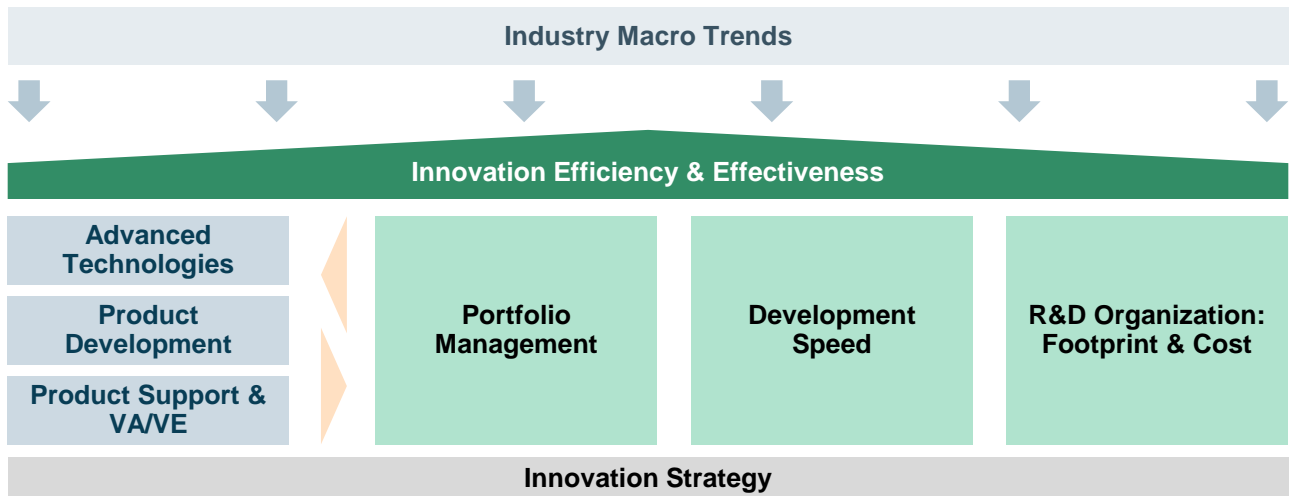 Industry Macro Trends
Innovation Efficiency & Effectiveness
Advanced
Technologies
Product
Development
Product Support &
VA/VE
Portfolio
Management
Development
Speed
R&D Organization:
Footprint & Cost
Innovation Strategy